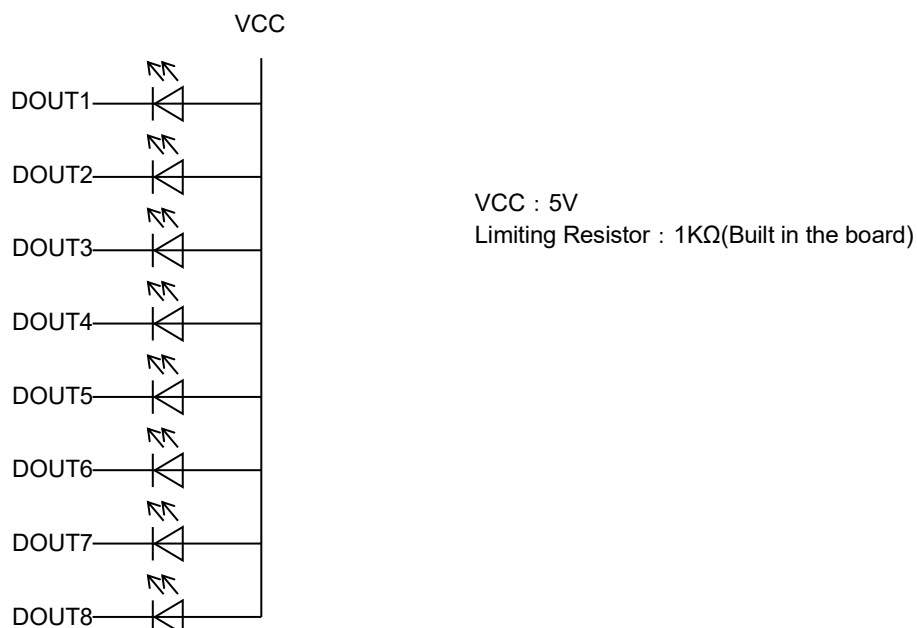 VCC
DOUT1
DOUT2
DOUT3
DOUT4
DOUT5
DOUT6
DOUT7
DOUT8
VCC：5V
Limiting Resistor：1KΩ(Built in the board)